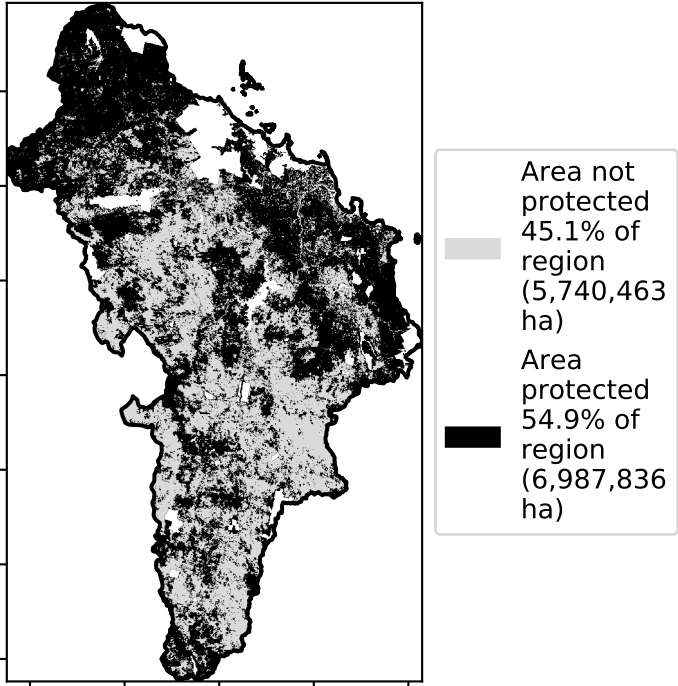 Area not
protected
45.1% of
region
(5,740,463
ha)
Area
protected
54.9% of
region
(6,987,836
ha)